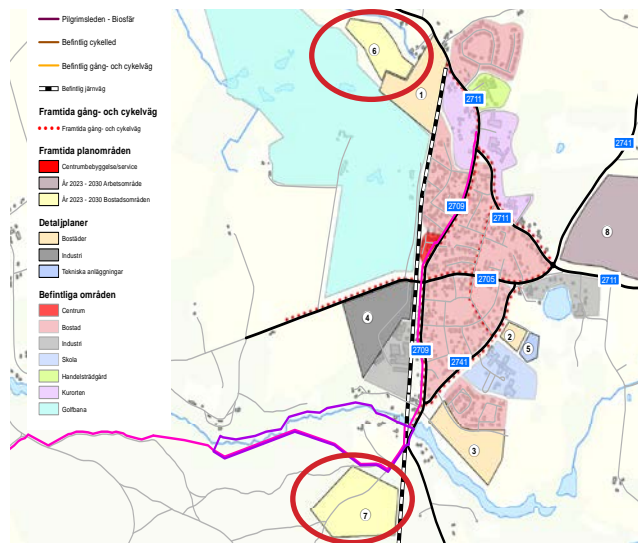 Pilgrimsleden - Biosfär
Befintlig cykelled
Befintlig gång- och cykelväg
Befintlig järnväg
Framtida gång- och cykelväg
Framtida gång- och cykelväg
Framtida planområden
Centrumbebyggelse/service
År 2023 - 2030 Arbetsområde
År 2023 - 2030 Bostadsområden
Detaljplaner
Bostäder
Industri
Tekniska anläggningar
Befintliga områden
Centrum
Bostad
Industri
Skola
Handelsträdgård
Kurorten
Golfbana
6
1
2711
2741
2709
2711
8
2705
2711
4
2709
2
5
2741
3
7